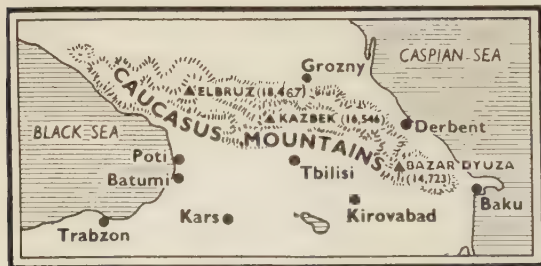 CASPIAN SEA
Grozny
ELBRUZ (18,467)
CAUCASUS MOUNTAINS
KAZBEK (16,546)
BLACK SEA
Derbent
Poti
Tbilisi
BAZAR DYUZA
(14,723)
Batumi
Kars
Kirovabad
Baku
Trabzon